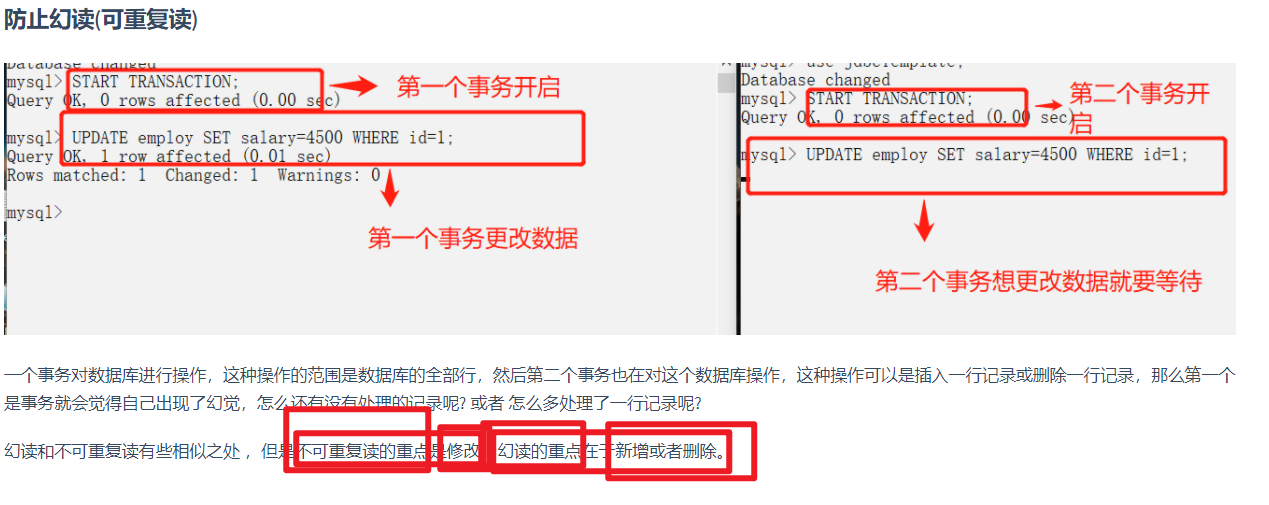 防止幻读(可重复读)
Database changed
mysql> START TRANSACTION;
Query OK, 0 rows affected (0.00 sec)
第一个事务开启
mysql> UPDATE employ SET salary=4500 WHERE id=1;
Query OK, 1 row affected (0.01 sec)
Rows matched: 1  Changed: 1  Warnings: 0
mysql>
第一个事务更改数据
mysql> use jdbcTemplate;
Database changed
mysql> START TRANSACTION;
Query OK, 0 rows affected (0.00 sec)
第二个事务开
启
mysql> UPDATE employ SET salary=4500 WHERE id=1;
第二个事务想更改数据就要等待
一个事务对数据库进行操作，这种操作的范围是数据库的全部行，然后第二个事务也在对这个数据库操作，这种操作可以是插入一行记录或删除一行记录，那么第一个
是事务就会觉得自己出现了幻觉，怎么还有没有处理的记录呢? 或者 怎么多处理了一行记录呢?
幻读和不可重复读有些相似之处 ，但是不可重复读的重点是修改，幻读的重点在于新增或者删除。